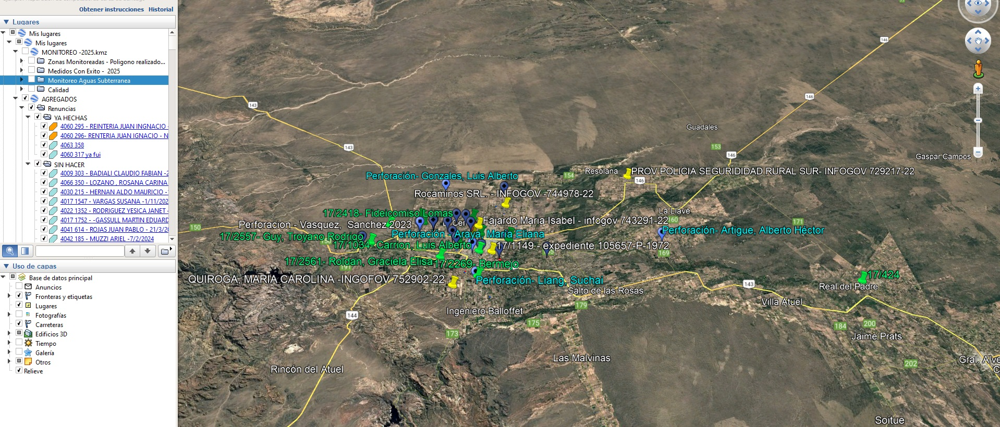 Obtener instrucciones Historial
Lugares
Mis lugares
Mis lugares
MONITOREO -2025.kmz
Zonas Monitoreadas - Poligono realizado...
Medidos Con Exito - 2025
Monitoreo Aguas Subterranea
Calidad
AGREGADOS
Renuncias
YA HECHAS
4060 295 - REINTERIA JUAN INGNACIO -
4060 296- RENTERIA JUAN IGNACIO - N
4063 358
4060 317 ya fui
SIN HACER
4009 303 - BADIALI CLAUDIO FABIAN -2
4066 350 - LOZANO , ROSANA CARINA
4030 215 - HERNAN ALDO MAURICIO -
4017 1547 - VARGAS SUSANA -1/11/202
4022 1352 - RODRIGUEZ YESICA JANET -
4017 1752 - -GASSULL MARTIN EDUARD
4041 614 - ROJAS JUAN PABLO - 21/3/20
4042 185 - MUZZI ARIEL -7/2/2024
Uso de capas
Base de datos principal
Anuncios
Fronteras y etiquetas
Lugares
Fotografías
Carreteras
Edificios 3D
Tiempo
Galería
Otros
Relieve
146
146
143
Guadales
143
153
146
Gaspar Campos
Resolana
PROV POLICIA SEGURIDIDAD RURAL SUR- INFOGOV 729217-22
154
146
Perforación- Gonzales, Luis Alberto
Rocaminos SRL. - INFOGOV -744978-22
La Llave
17/2418- Fideicomiso Lomas
Fajardo Maria Isabel - infogov 743291-22
160
171
150
Perforacion - Vasquez, Sanchez 2023
Perforación- Artigue, Alberto Héctor
17/2557- Guy, Troyano Rodrigo
Perforación - Araya, María Eliana
17/1034- Carrion, Luis Alberto
17/1149 - expediente 105657-P-1972
169
17/2561- Roldan, Graciela Elisa
17/2269- Bermejo
191
QUIROGA, MARIA CAROLINA -INGOFOV 752902-22
Perforación- Liang, Suchai
17/424
Real del Padre
143
Salto de las Rosas
Villa Atuel
179
Ingeniero Balloffet
144
175
173
200
184
Jaime Prats
Las Malvinas
Gral. Alve
202
Rincón del Atuel
Soitue